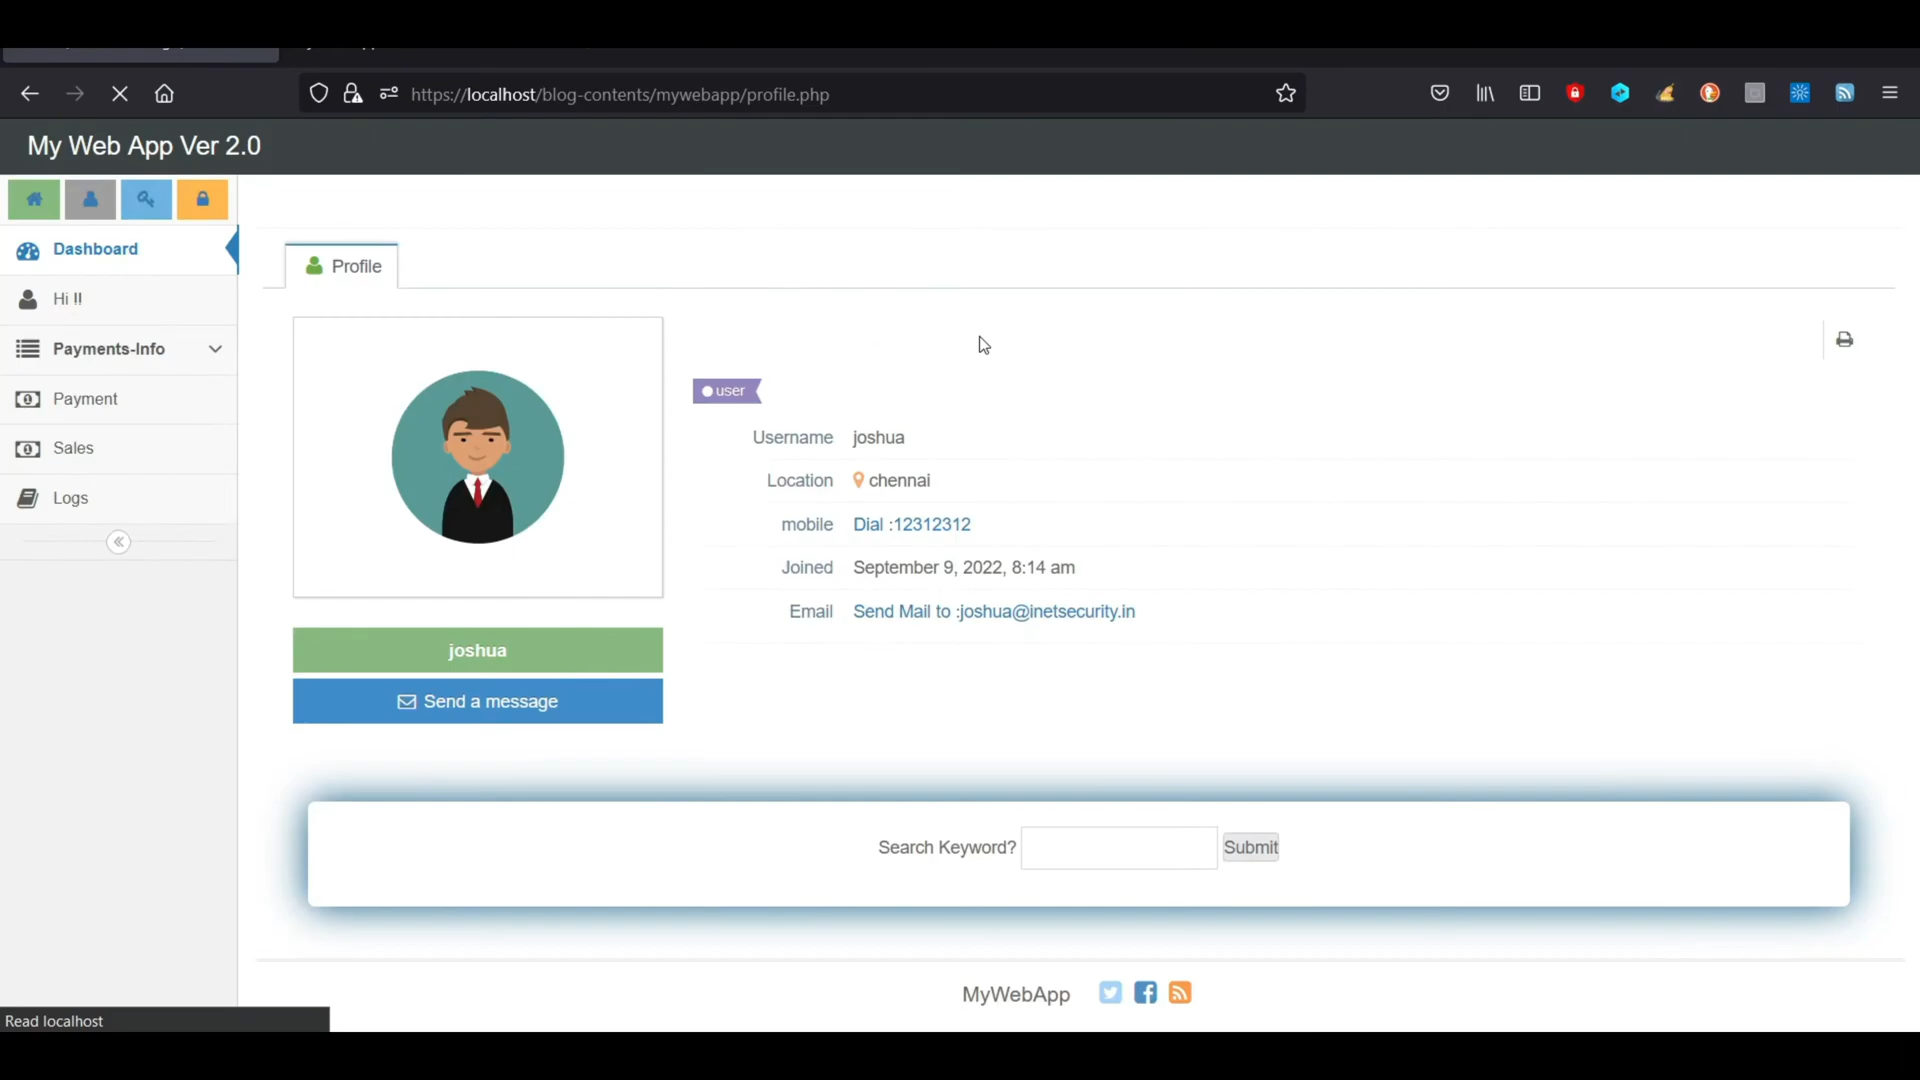 https://localhost/blog-contents/mywebapp/profile.php
My Web App Ver 2.0
Dashboard
Hi !!
Payments-Info
Payment
Sales
Logs
Profile
user
Username joshua
Location chennai
mobile Dial :12312312
Joined September 9, 2022, 8:14 am
Email Send Mail to :joshua@inetsecurity.in
joshua
Send a message
Search Keyword? Submit
MyWebApp
Read localhost